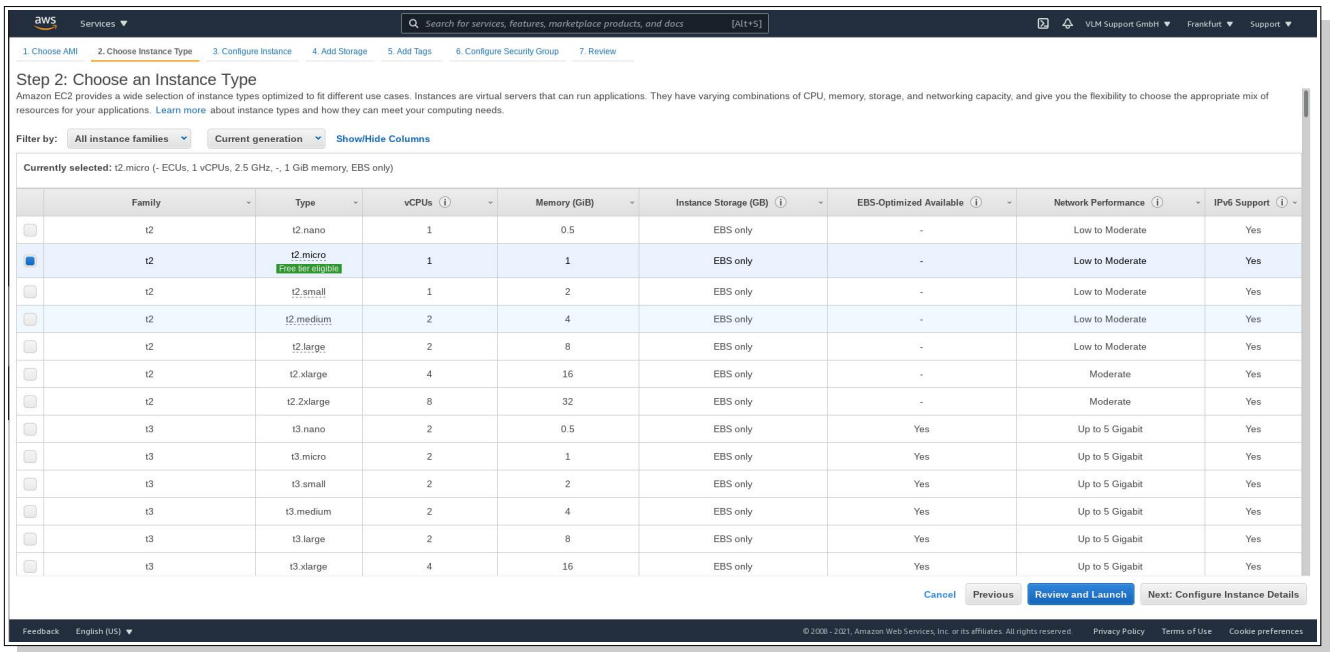 aws Services ▼ Search for services, features, marketplace products, and docs [Alt+S] VLM Support GmbH ▼ Frankfurt ▼ Support ▼
1. Choose AMI 2. Choose Instance Type 3. Configure Instance 4. Add Storage 5. Add Tags 6. Configure Security Group 7. Review
Step 2: Choose an Instance Type
Amazon EC2 provides a wide selection of instance types optimized to fit different use cases. Instances are virtual servers that can run applications. They have varying combinations of CPU, memory, storage, and networking capacity, and give you the flexibility to choose the appropriate mix of
resources for your applications. Learn more about instance types and how they can meet your computing needs.
Filter by: All instance families Current generation Show/Hide Columns
Currently selected: t2.micro (- ECUs, 1 vCPUs, 2.5 GHz, -, 1 GiB memory, EBS only)
Family Type vCPUs i Memory (GiB) Instance Storage (GB) i EBS-Optimized Available i Network Performance i IPv6 Support i
t2 t2.nano 1 0.5 EBS only - Low to Moderate Yes
t2 t2.micro 1 1 EBS only - Low to Moderate Yes
Free tier eligible
t2 t2.small 1 2 EBS only - Low to Moderate Yes
t2 t2.medium 2 4 EBS only - Low to Moderate Yes
t2 t2.large 2 8 EBS only - Low to Moderate Yes
t2 t2.xlarge 4 16 EBS only - Moderate Yes
t2 t2.2xlarge 8 32 EBS only - Moderate Yes
t3 t3.nano 2 0.5 EBS only Yes Up to 5 Gigabit Yes
t3 t3.micro 2 1 EBS only Yes Up to 5 Gigabit Yes
t3 t3.small 2 2 EBS only Yes Up to 5 Gigabit Yes
t3 t3.medium 2 4 EBS only Yes Up to 5 Gigabit Yes
t3 t3.large 2 8 EBS only Yes Up to 5 Gigabit Yes
t3 t3.xlarge 4 16 EBS only Yes Up to 5 Gigabit Yes
Cancel Previous Review and Launch Next: Configure Instance Details
Feedback English (US) ▼ © 2008 - 2021, Amazon Web Services, Inc. or its affiliates. All rights reserved. Privacy Policy Terms of Use Cookie preferences